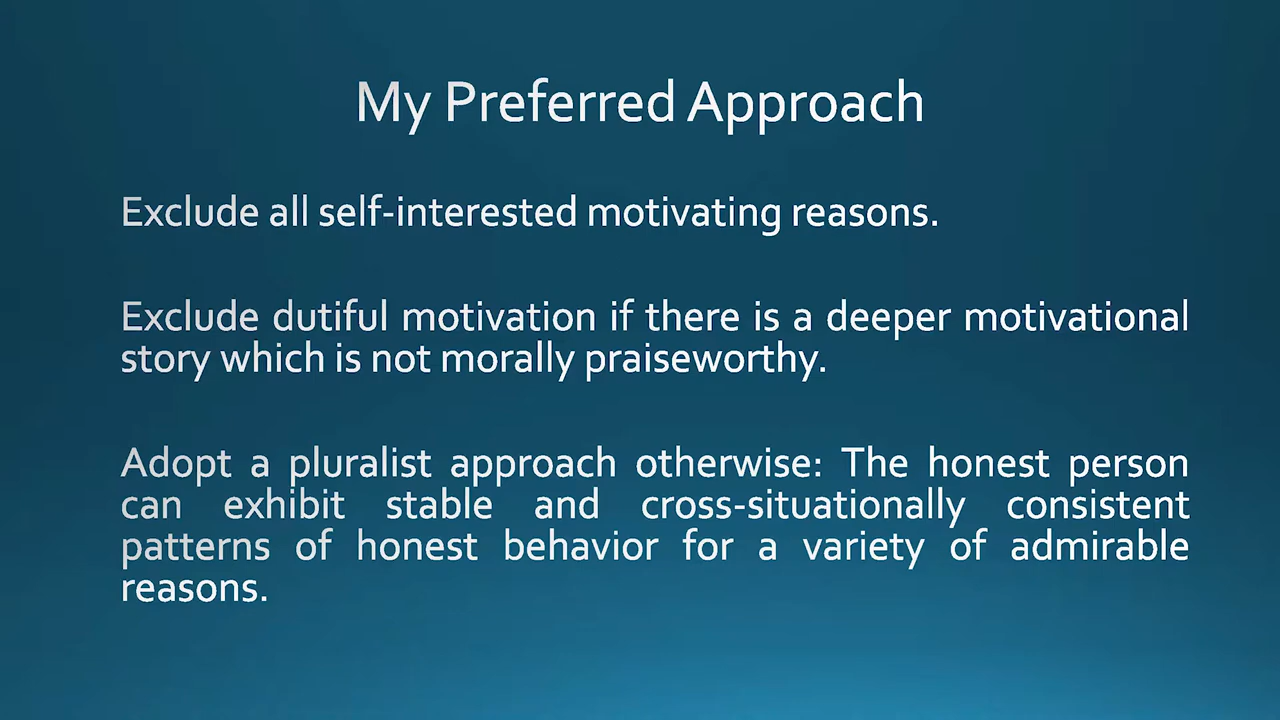 My Preferred Approach
Exclude all self-interested motivating reasons.
Exclude dutiful motivation if there is a deeper motivational
story which is not morally praiseworthy.
Adopt a pluralist approach otherwise: The honest person
can exhibit stable and cross-situationally consistent
patterns of honest behavior for a variety of admirable
reasons.